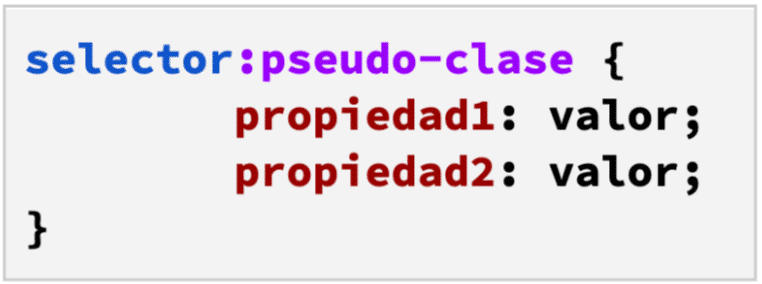 selector:pseudo-clase {
propiedad1: valor;
propiedad2: valor;
}